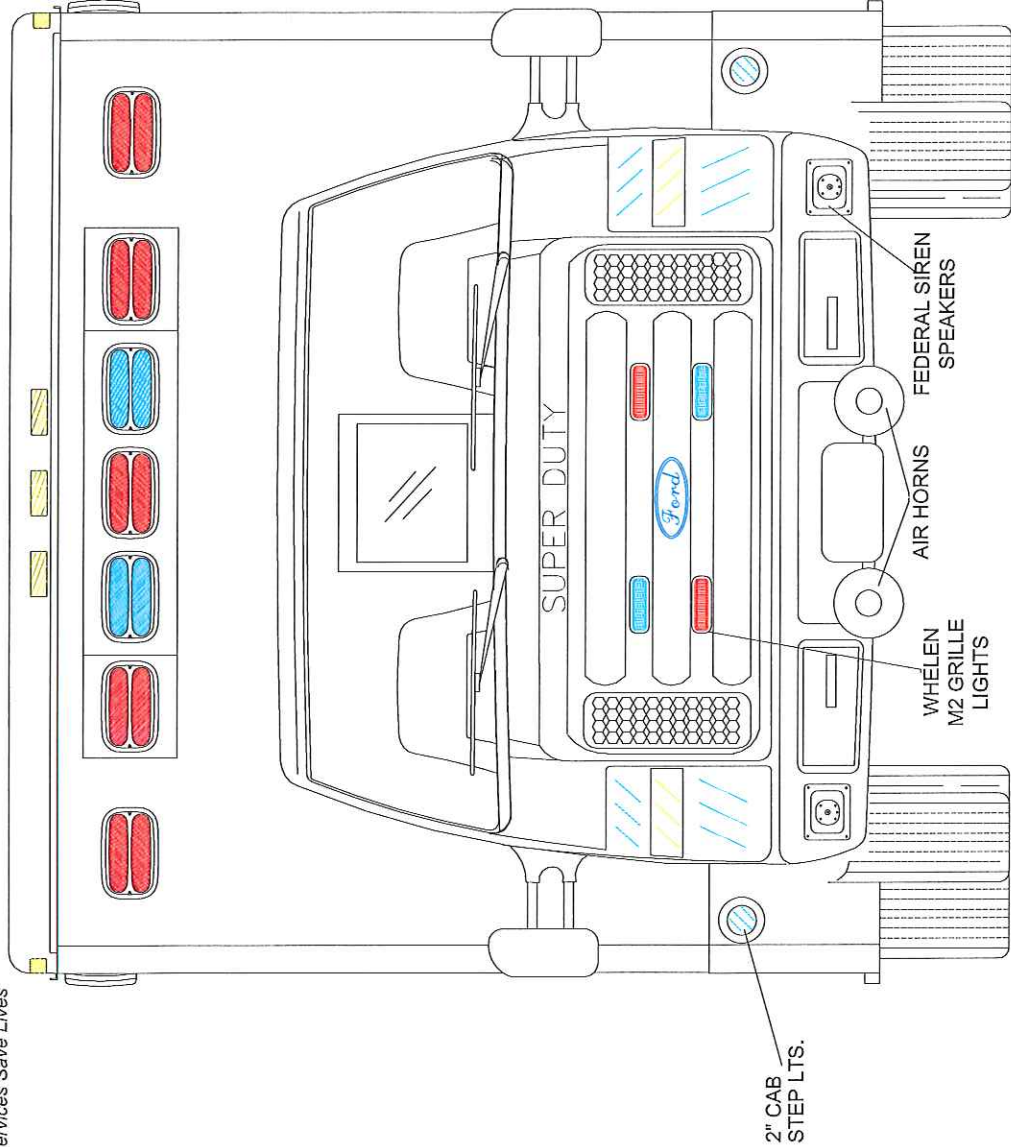 ervices Save Lives
SUPER DUTY
Ford
2" CAB
STEP LTS.
WHELEN
M2 GRILLE
LIGHTS
AIR HORNS
FEDERAL SIREN
SPEAKERS